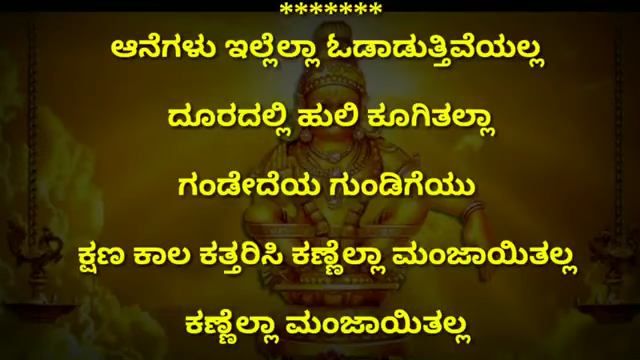 *******
ಆನೆಗಳು ಇಲ್ಲೆಲ್ಲಾ ಓಡಾಡುತ್ತಿವೆಯಲ್ಲ
ದೂರದಲ್ಲಿ ಹುಲಿ ಕೂಗಿತಲ್ಲಾ
ಗಂಡೇದೆಯ ಗುಂಡಿಗೆಯು
ಕ್ಷಣ ಕಾಲ ಕತ್ತರಿಸಿ ಕಣ್ಣೆಲ್ಲಾ ಮಂಜಾಯಿತಲ್ಲ
ಕಣ್ಣೆಲ್ಲಾ ಮಂಜಾಯಿತಲ್ಲ